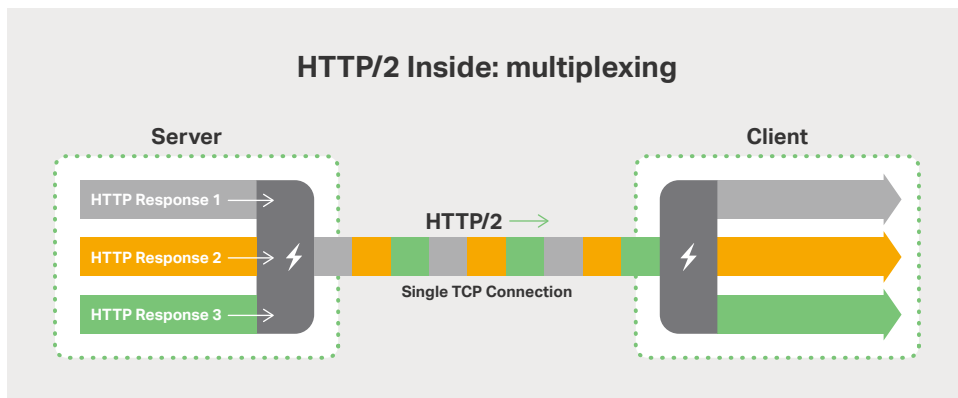 HTTP/2 Inside: multiplexing
Server
Client
HTTP Response 1
HTTP/2
HTTP Response 2
Single TCP Connection
HTTP Response 3